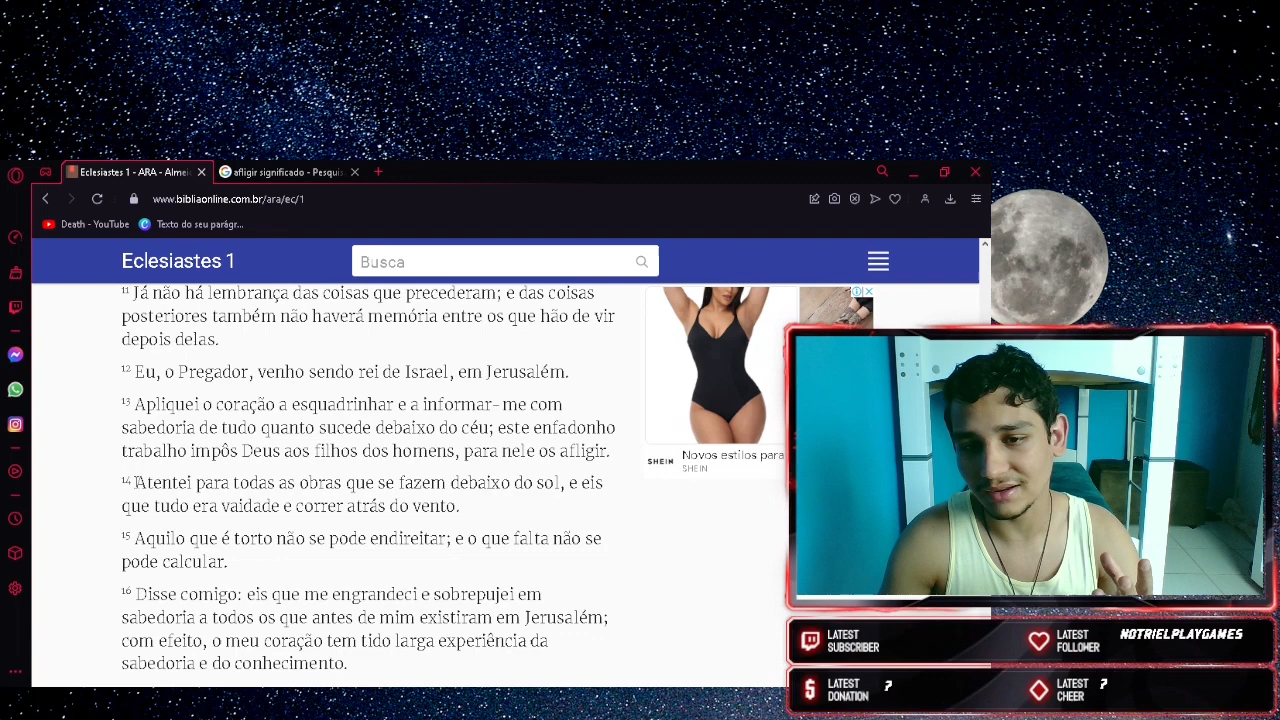 Eclesiastes 1 - ARA - Almei
afligir significado - Pesquis
www.bibliaonline.com.br/ara/ec/1
Death - YouTube
Texto do seu parágr...
Eclesiastes 1
Busca
11 Já não há lembrança das coisas que precederam; e das coisas
posteriores também não haverá memória entre os que hão de vir
depois delas.
12 Eu, o Pregador, venho sendo rei de Israel, em Jerusalém.
13 Apliquei o coração a esquadrinhar e a informar-me com
sabedoria de tudo quanto sucede debaixo do céu; este enfadonho
trabalho impôs Deus aos filhos dos homens, para nele os afligir.
14 Atentei para todas as obras que se fazem debaixo do sol, e eis
que tudo era vaidade e correr atrás do vento.
15 Aquilo que é torto não se pode endireitar; e o que falta não se
pode calcular.
16 Disse comigo: eis que me engrandeci e sobrepujei em
sabedoria a todos os que antes de mim existiram em Jerusalém;
com efeito, o meu coração tem tido larga experiência da
sabedoria e do conhecimento.
SHEIN
Novos estilos para
SHEIN
LATEST
SUBSCRIBER
LATEST
FOLLOWER
NOTRIELPLAYGAMES
LATEST
DONATION
?
LATEST
CHEER
?